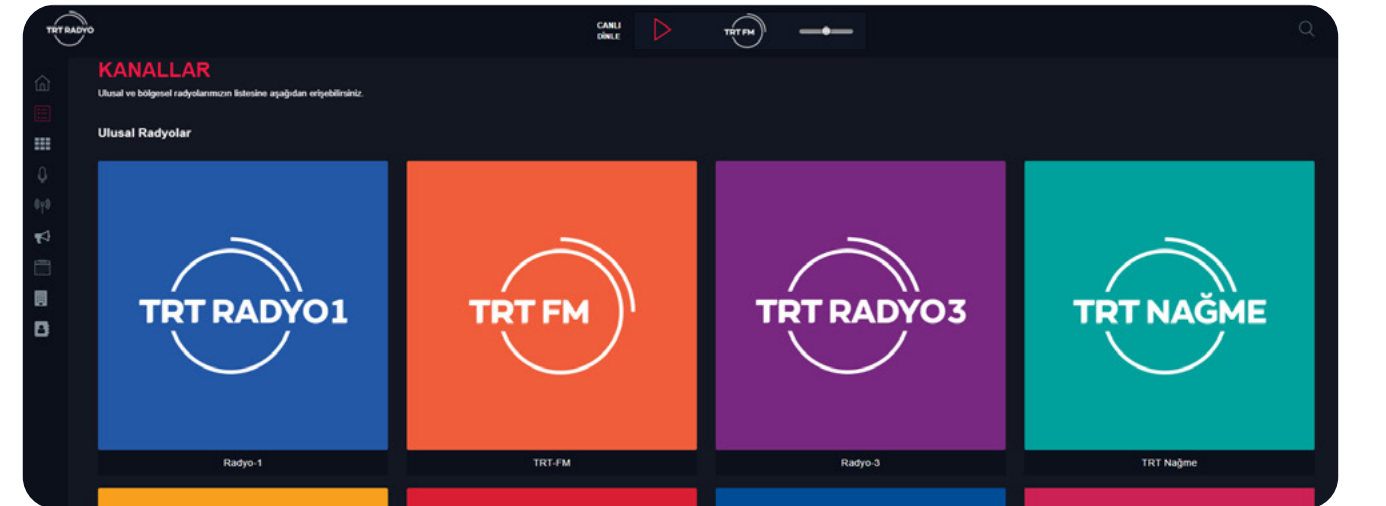 TRT RADYO
CANLI
DİNLE
TRT FM
KANALLAR
Ulusal ve bölgesel radyolarımızın listesine aşağıdan erişebilirsiniz.
Ulusal Radyolar
TRT RADYO1
TRT FM
TRT RADYO3
TRT NAĞME
Radyo-1
TRT-FM
Radyo-3
TRT Nağme